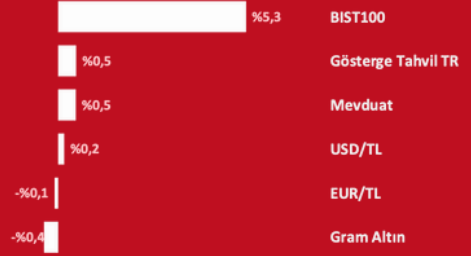 %5,3 BIST100
%0,5 Gösterge Tahvil TR
%0,5 Mevduat
%0,2 USD/TL
-%0,1 EUR/TL
-%0,4 Gram Altın